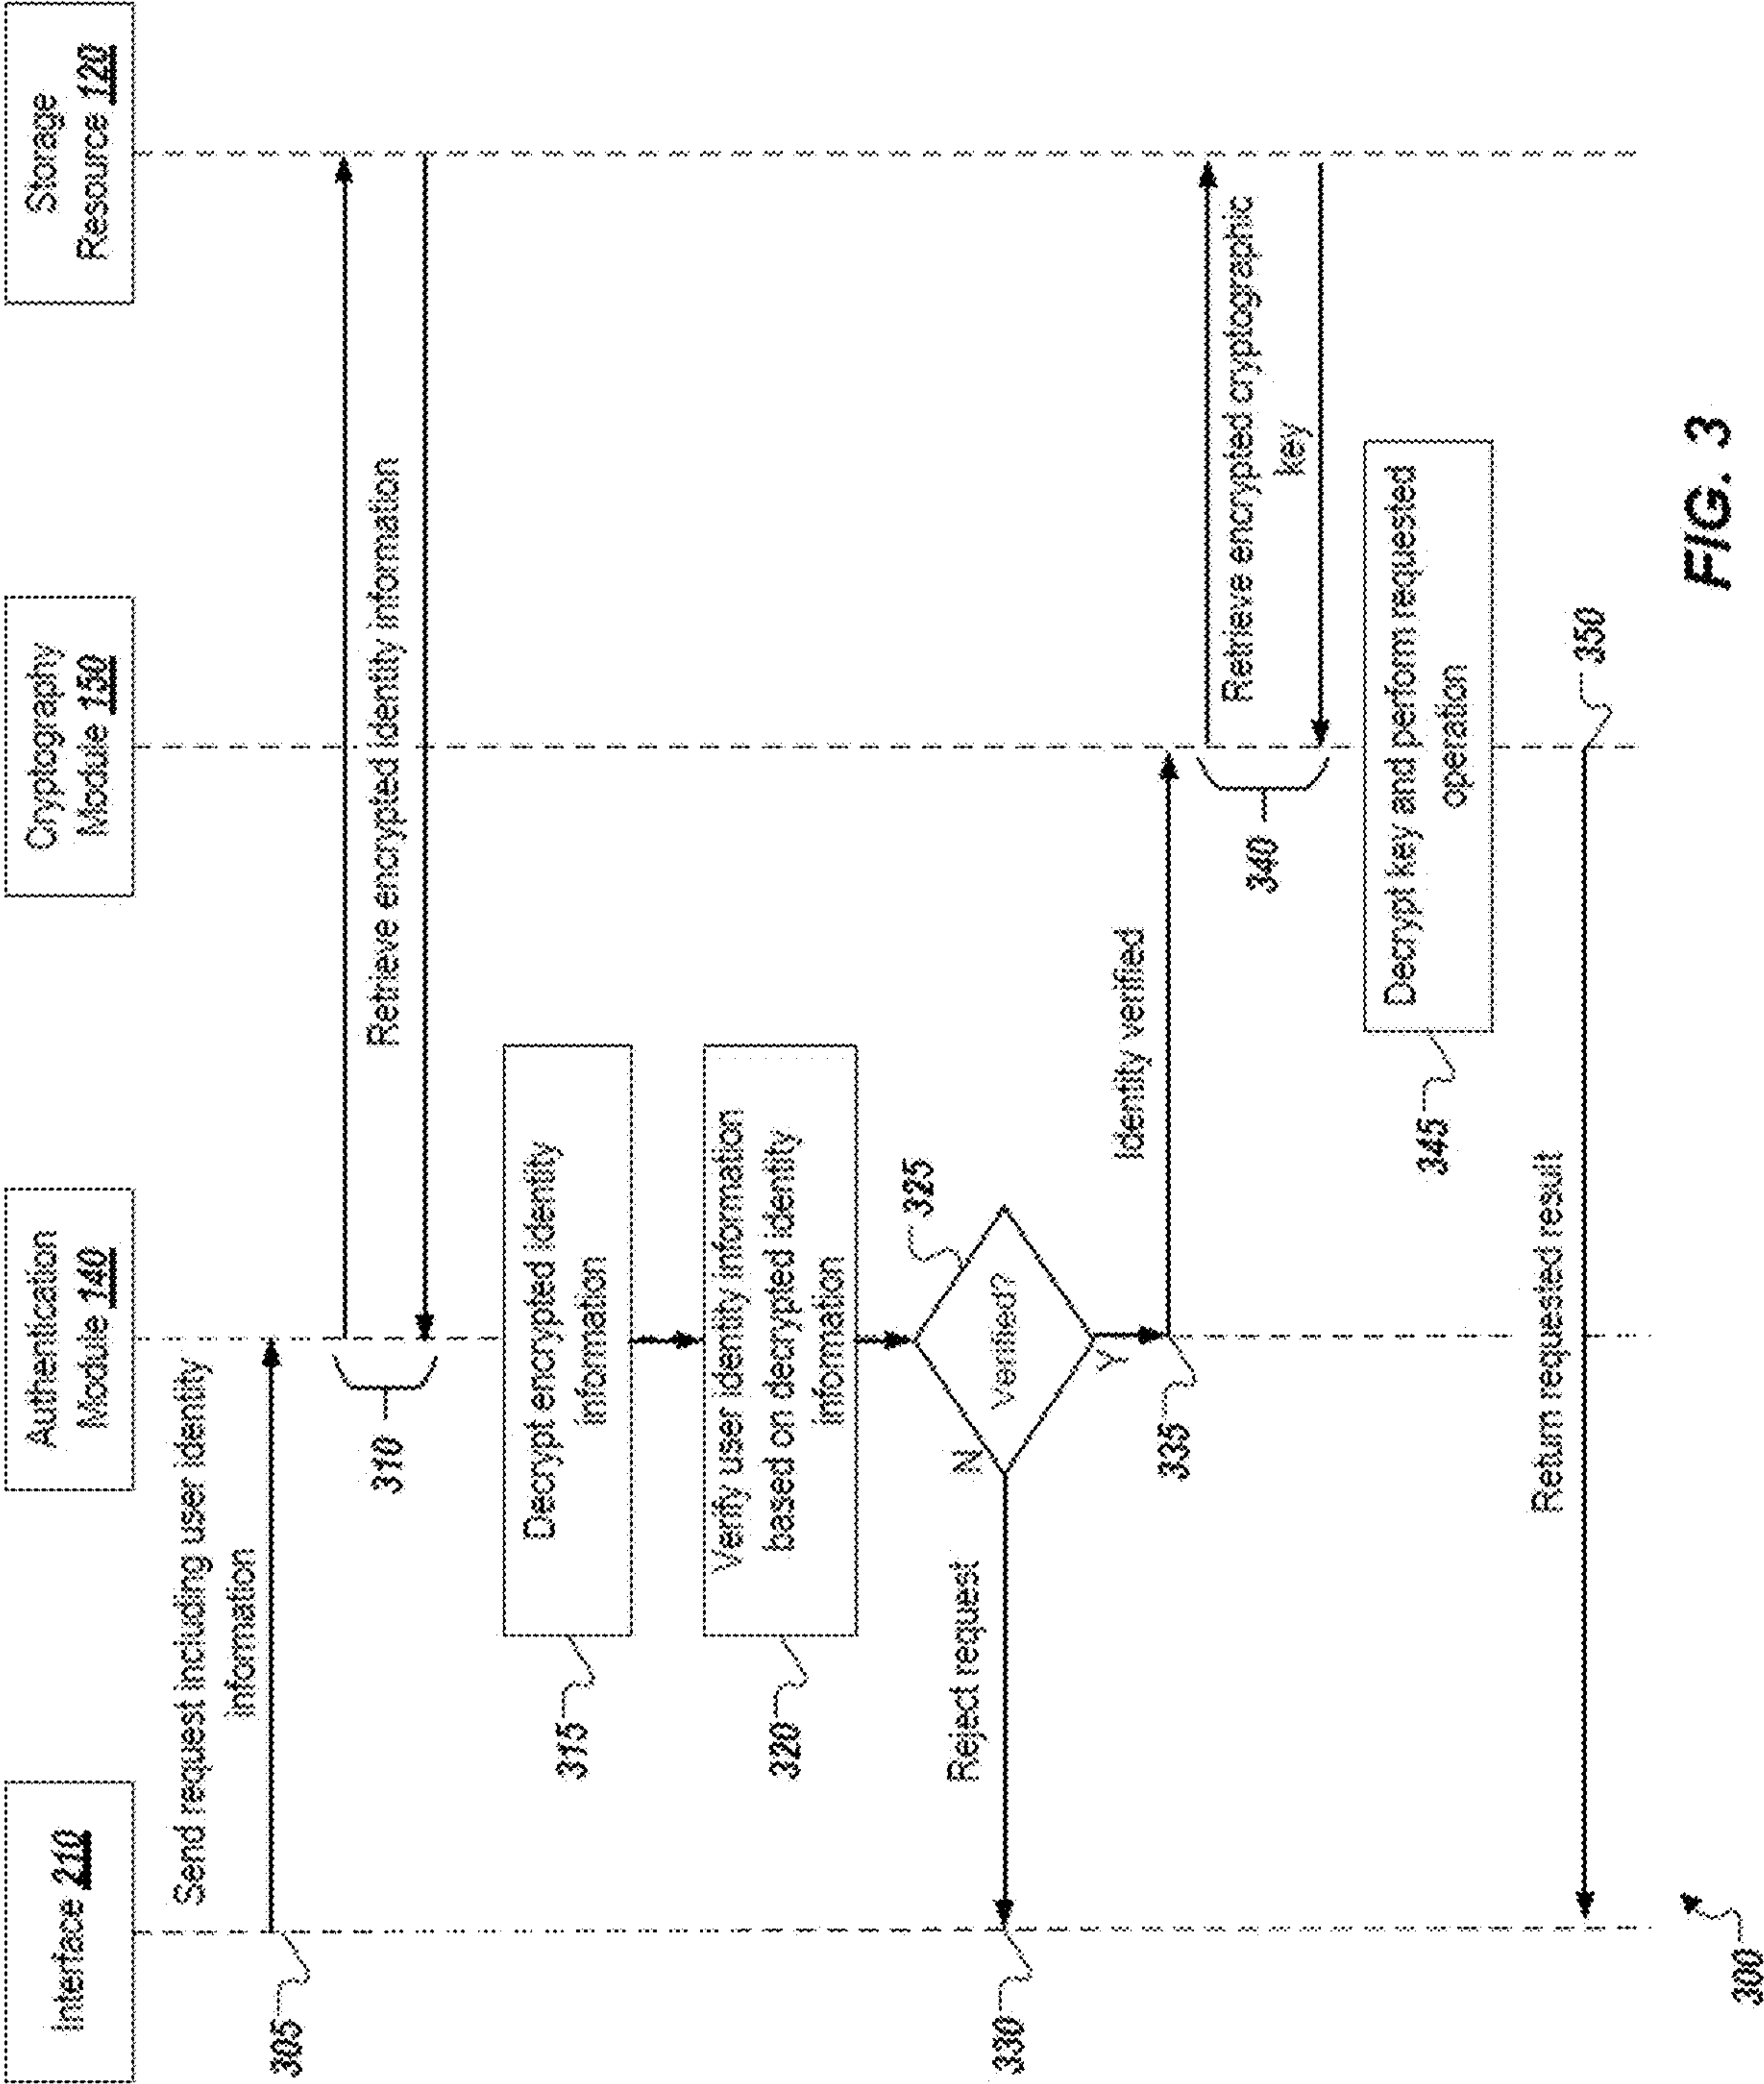 Interface 210
Authentication
Module 140
Cryptography
Module 150
Storage
Resource 120
Send request including user identity
information
305
310
Retrieve encrypted identity information
Decrypt encrypted identity
information
315
Verify user identity information
based on decrypted identity
information
320
325
Verified?
N
Y
Reject request
330
Identity verified
335
Retrieve encrypted cryptographic
key
340
Decrypt key and perform requested
operation
345
Return requested result
350
300
FIG. 3